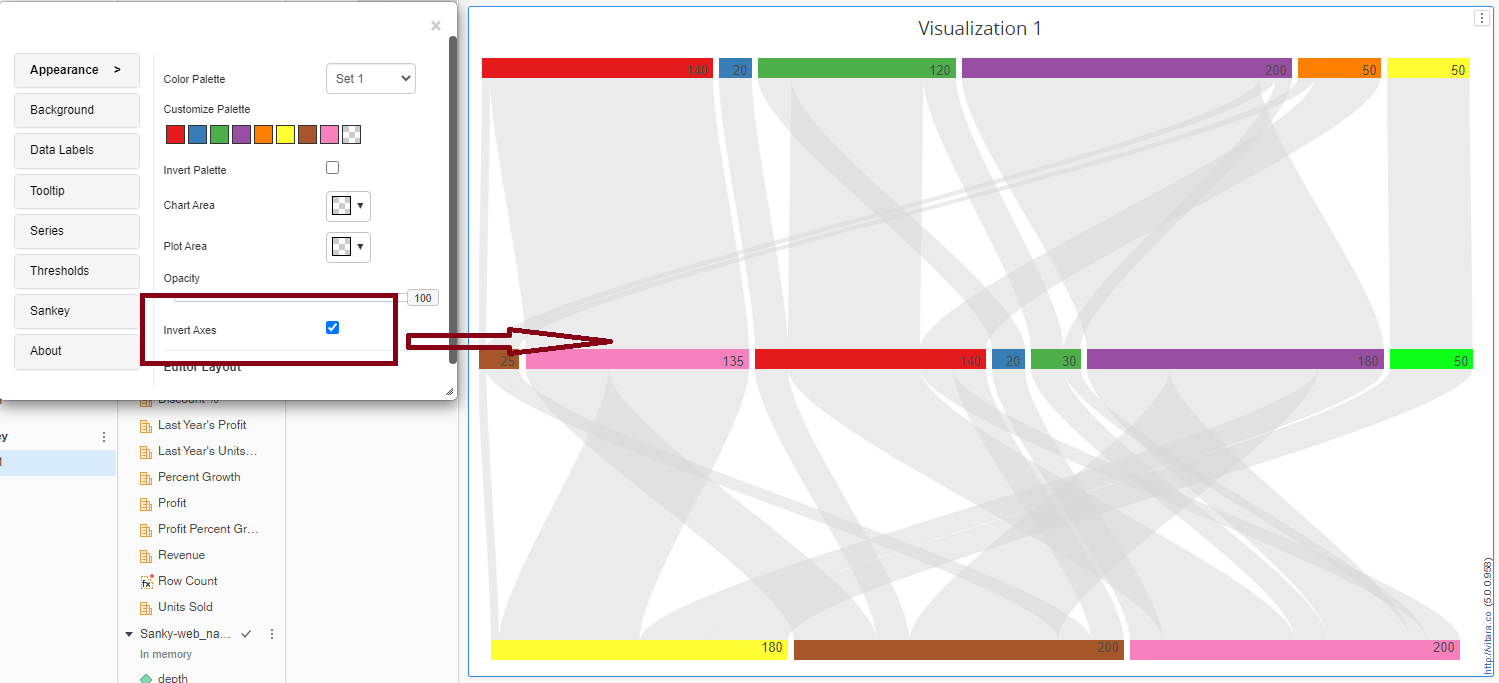 ×
Appearance >
Background
Data Labels
Tooltip
Series
Thresholds
Sankey
About
Color Palette
Set 1
Customize Palette
Invert Palette
Chart Area
Plot Area
Opacity
100
Invert Axes
Editor Layout
ey
Discount %
Last Year's Profit
Last Year's Units...
Percent Growth
Profit
Profit Percent Gr...
Revenue
fx Row Count
Units Sold
Sanky-web_na...
In memory
depth
Visualization 1
140 20 120 200 50 50
25 135 140 20 30 180 50
180 200 200
http://vitara.co (5.0.0.958)